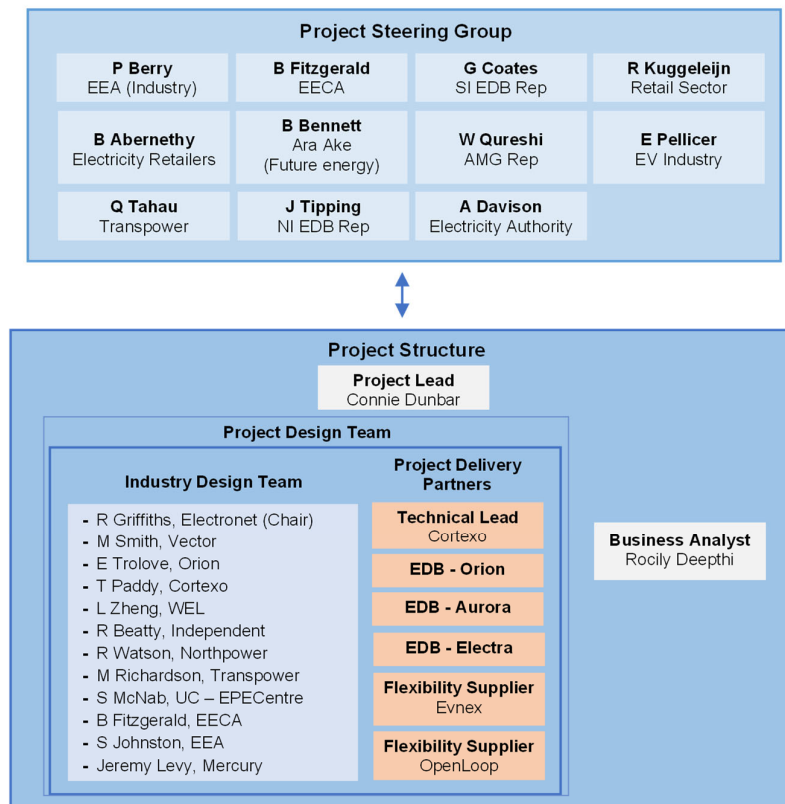 Project Steering Group
P Berry
EEA (Industry)
B Fitzgerald
EECA
G Coates
SI EDB Rep
R Kuggeleijn
Retail Sector
B Abernethy
Electricity Retailers
B Bennett
Ara Ake
(Future energy)
W Qureshi
AMG Rep
E Pellicer
EV Industry
Q Tahau
Transpower
J Tipping
NI EDB Rep
A Davison
Electricity Authority
Project Structure
Project Lead
Connie Dunbar
Project Design Team
Industry Design Team
- R Griffiths, Electronet (Chair)
- M Smith, Vector
- E Trolove, Orion
- T Paddy, Cortexo
- L Zheng, WEL
- R Beatty, Independent
- R Watson, Northpower
- M Richardson, Transpower
- S McNab, UC – EPECentre
- B Fitzgerald, EECA
- S Johnston, EEA
- Jeremy Levy, Mercury
Project Delivery
Partners
Technical Lead
Cortexo
EDB - Orion
EDB - Aurora
EDB - Electra
Flexibility Supplier
Evnex
Flexibility Supplier
OpenLoop
Business Analyst
Rocily Deepthi